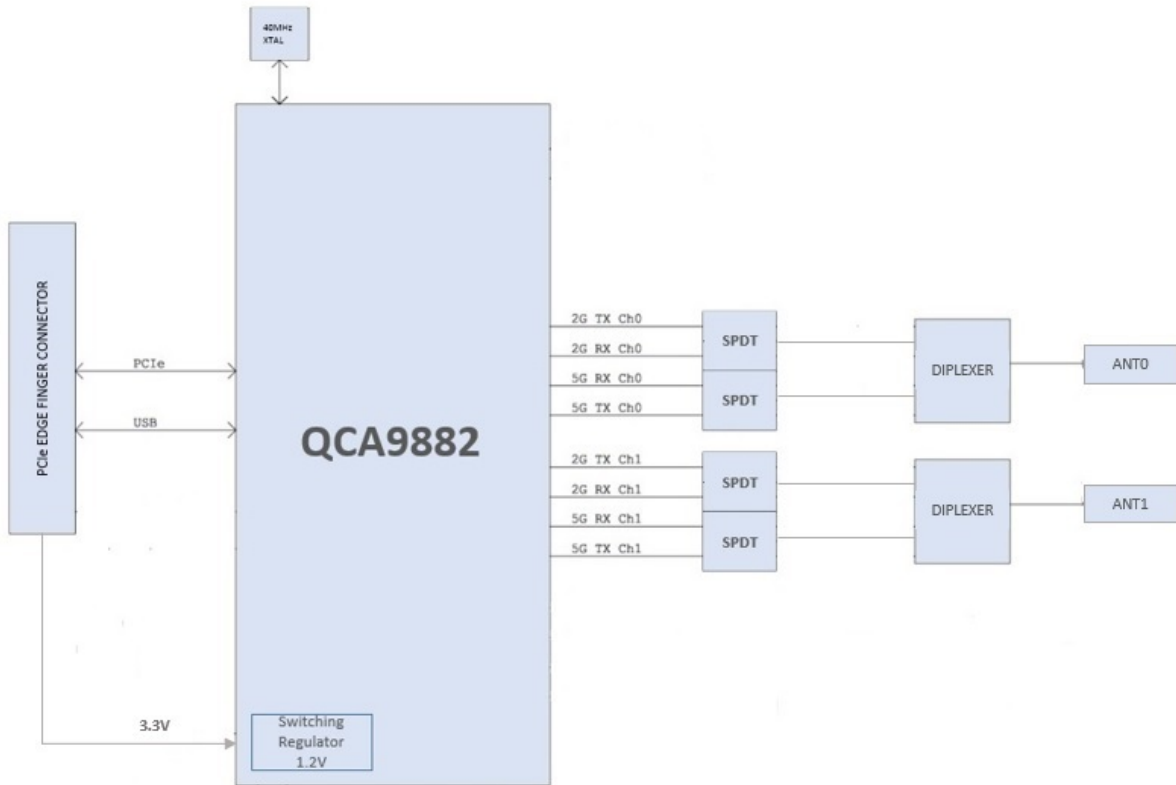 40MHz
XTAL
PCIe EDGE FINGER CONNECTOR
PCIe
USB
QCA9882
3.3V
Switching
Regulator
1.2V
2G TX Ch0
2G RX Ch0
5G RX Ch0
5G TX Ch0
SPDT
SPDT
DIPLEXER
ANT0
2G TX Ch1
2G RX Ch1
5G RX Ch1
5G TX Ch1
SPDT
SPDT
DIPLEXER
ANT1